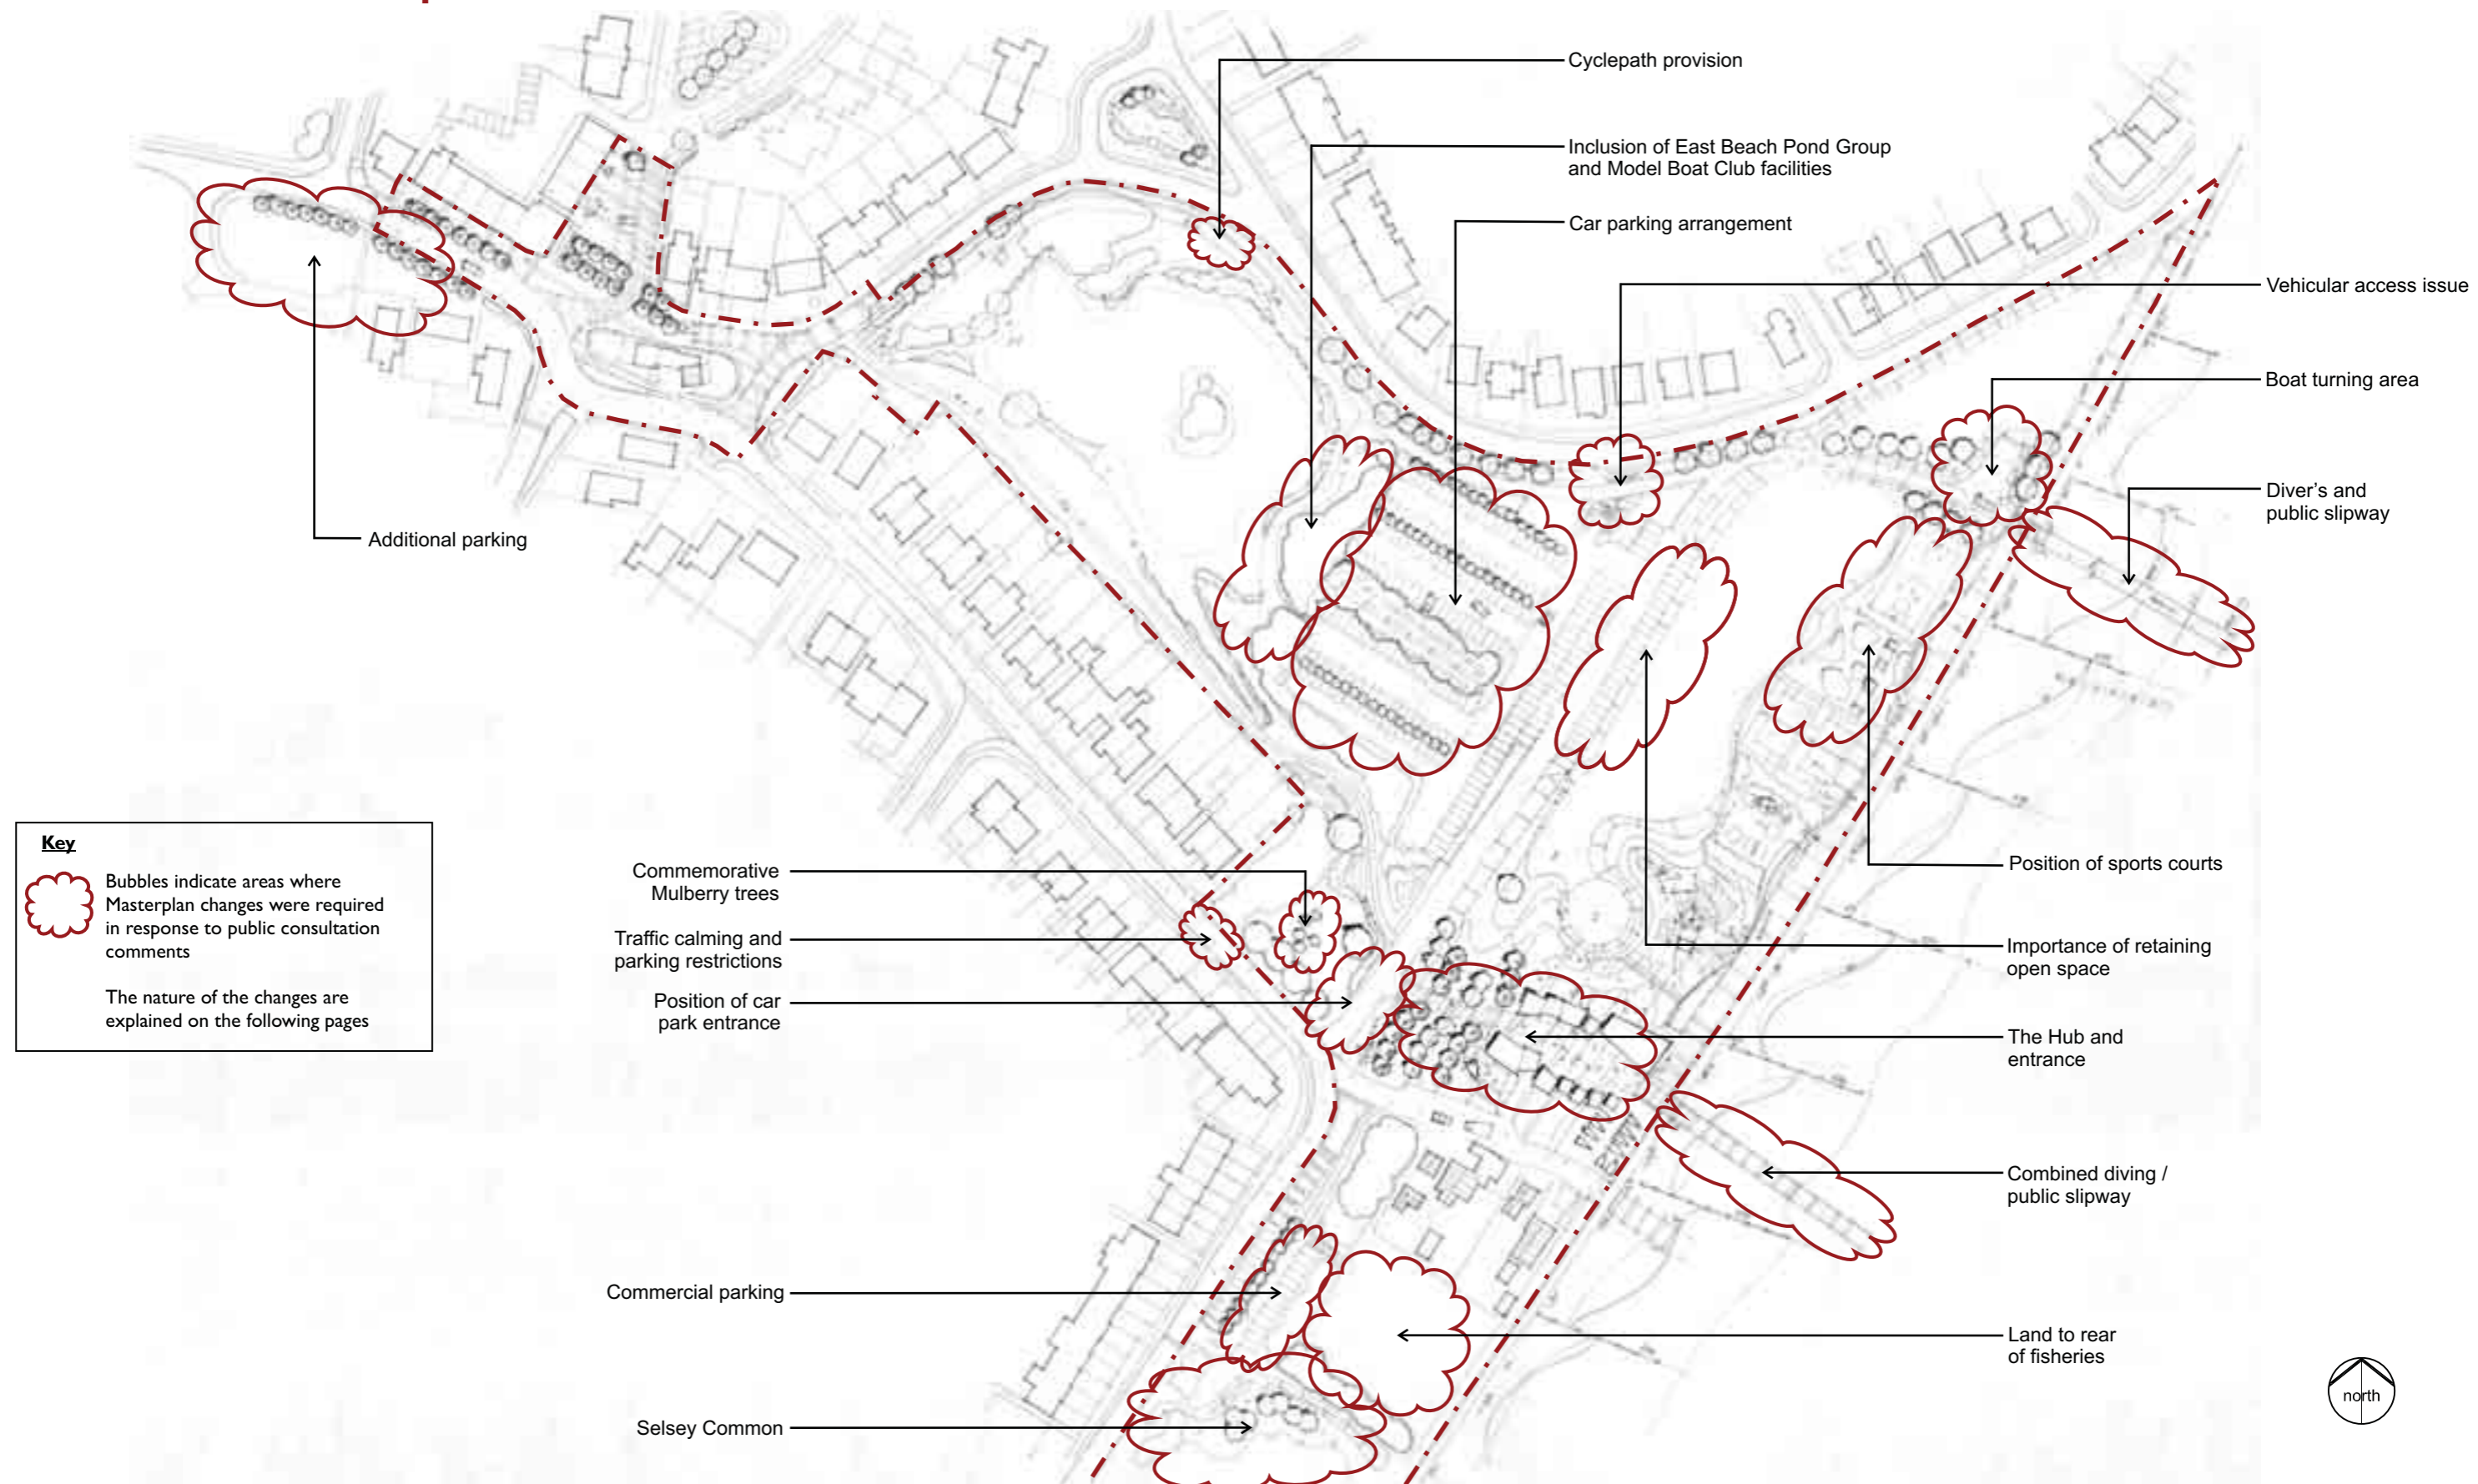 Cyclepath provision
Inclusion of East Beach Pond Group
and Model Boat Club facilities
Car parking arrangement
Vehicular access issue
Boat turning area
Diver's and
public slipway
Additional parking
Key
Bubbles indicate areas where
Masterplan changes were required
in response to public consultation
comments
The nature of the changes are
explained on the following pages
Commemorative
Mulberry trees
Traffic calming and
parking restrictions
Position of car
park entrance
Position of sports courts
Importance of retaining
open space
The Hub and
entrance
Combined diving /
public slipway
Commercial parking
Land to rear
of fisheries
Selsey Common
north